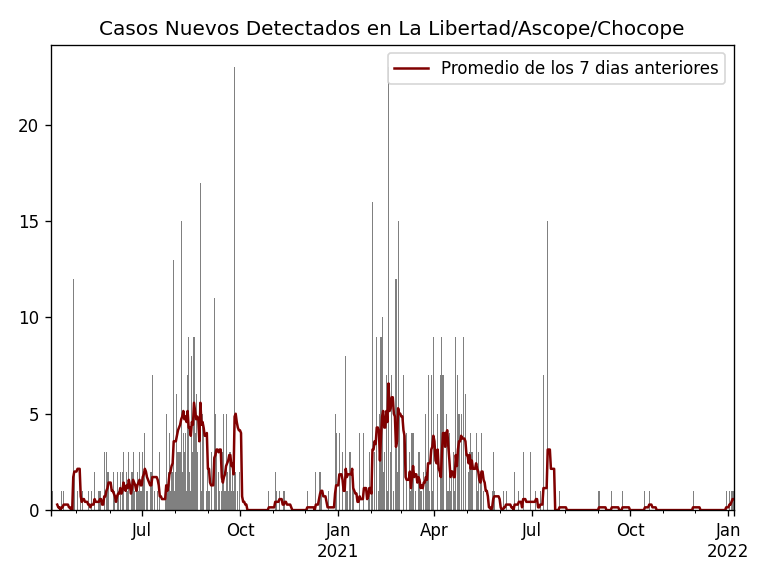 Casos Nuevos Detectados en La Libertad/Ascope/Chocope
Promedio de los 7 dias anteriores
20
15
10
5
0
Jul Oct Jan Apr Jul Oct Jan
2021 2022